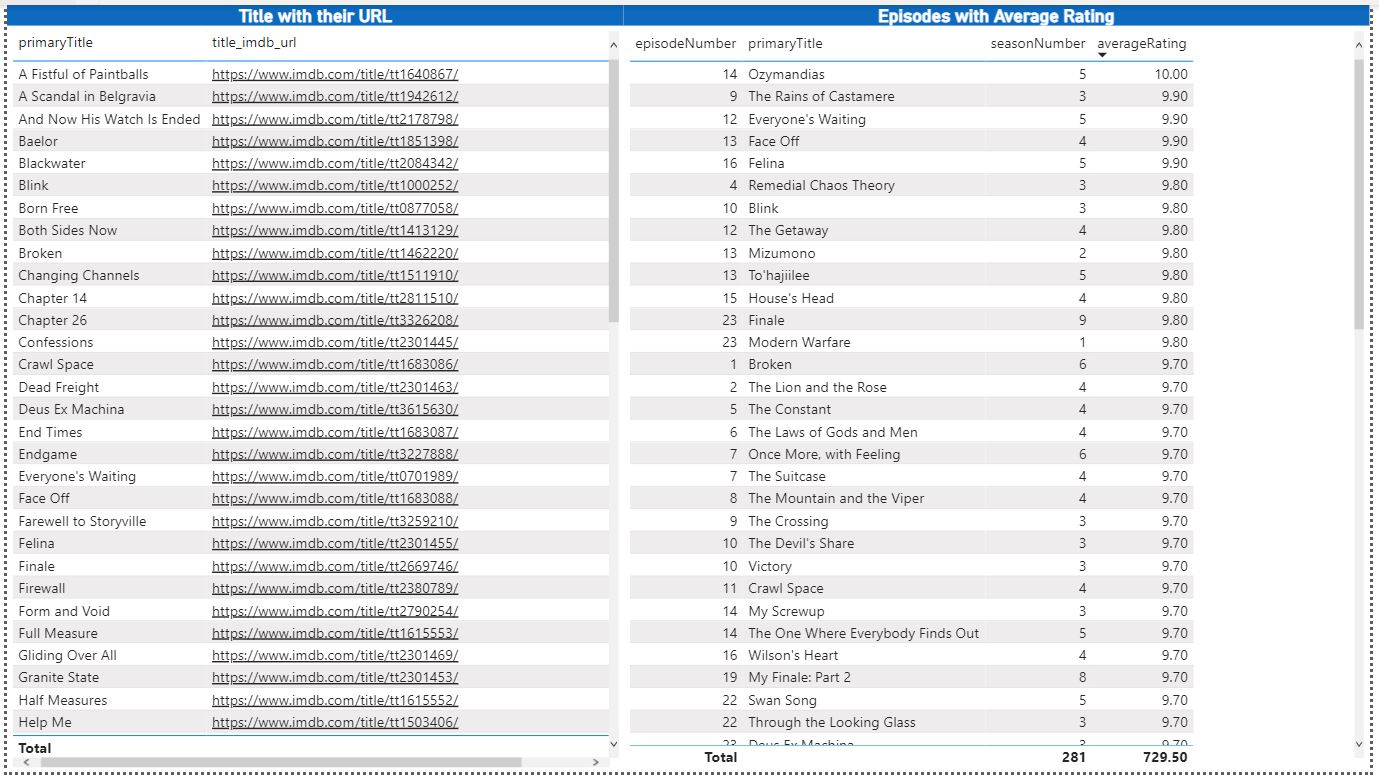 Title with their URL
primaryTitle title_imdb_url
A Fistful of Paintballs https://www.imdb.com/title/tt1640867/
A Scandal in Belgravia https://www.imdb.com/title/tt1942612/
And Now His Watch Is Ended https://www.imdb.com/title/tt2178798/
Baelor https://www.imdb.com/title/tt1851398/
Blackwater https://www.imdb.com/title/tt2084342/
Blink https://www.imdb.com/title/tt1000252/
Born Free https://www.imdb.com/title/tt0877058/
Both Sides Now https://www.imdb.com/title/tt1413129/
Broken https://www.imdb.com/title/tt1462220/
Changing Channels https://www.imdb.com/title/tt1511910/
Chapter 14 https://www.imdb.com/title/tt2811510/
Chapter 26 https://www.imdb.com/title/tt3326208/
Confessions https://www.imdb.com/title/tt2301445/
Crawl Space https://www.imdb.com/title/tt1683086/
Dead Freight https://www.imdb.com/title/tt2301463/
Deus Ex Machina https://www.imdb.com/title/tt3615630/
End Times https://www.imdb.com/title/tt1683087/
Endgame https://www.imdb.com/title/tt3227888/
Everyone's Waiting https://www.imdb.com/title/tt0701989/
Face Off https://www.imdb.com/title/tt1683088/
Farewell to Storyville https://www.imdb.com/title/tt3259210/
Felina https://www.imdb.com/title/tt2301455/
Finale https://www.imdb.com/title/tt2669746/
Firewall https://www.imdb.com/title/tt2380789/
Form and Void https://www.imdb.com/title/tt2790254/
Full Measure https://www.imdb.com/title/tt1615553/
Gliding Over All https://www.imdb.com/title/tt2301469/
Granite State https://www.imdb.com/title/tt2301453/
Half Measures https://www.imdb.com/title/tt1615552/
Help Me https://www.imdb.com/title/tt1503406/
Total
Episodes with Average Rating
episodeNumber primaryTitle seasonNumber averageRating
14 Ozymandias 5 10.00
9 The Rains of Castamere 3 9.90
12 Everyone's Waiting 5 9.90
13 Face Off 4 9.90
16 Felina 5 9.90
4 Remedial Chaos Theory 3 9.80
10 Blink 3 9.80
12 The Getaway 4 9.80
13 Mizumono 2 9.80
13 To'hajiilee 5 9.80
15 House's Head 4 9.80
23 Finale 9 9.80
23 Modern Warfare 1 9.80
1 Broken 6 9.70
2 The Lion and the Rose 4 9.70
5 The Constant 4 9.70
6 The Laws of Gods and Men 4 9.70
7 Once More, with Feeling 6 9.70
7 The Suitcase 4 9.70
8 The Mountain and the Viper 4 9.70
9 The Crossing 3 9.70
10 The Devil's Share 3 9.70
10 Victory 3 9.70
11 Crawl Space 4 9.70
14 My Screwup 3 9.70
14 The One Where Everybody Finds Out 5 9.70
16 Wilson's Heart 4 9.70
19 My Finale: Part 2 8 9.70
22 Swan Song 5 9.70
22 Through the Looking Glass 3 9.70
23 Deus Ex Machina 3 9.70
Total 281 729.50